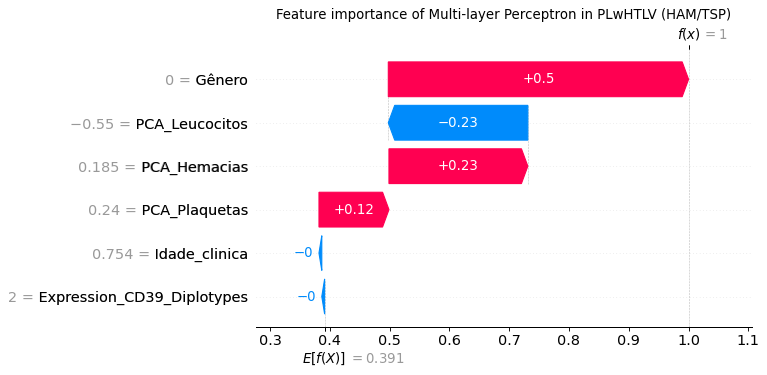 Feature importance of Multi-layer Perceptron in PLwHTLV (HAM/TSP)
f(x) = 1
0 = Gênero
+0.5
−0.55 = PCA_Leucocitos
−0.23
0.185 = PCA_Hemacias
+0.23
0.24 = PCA_Plaquetas
+0.12
0.754 = Idade_clinica
−0
2 = Expression_CD39_Diplotypes
−0
0.3 0.4 0.5 0.6 0.7 0.8 0.9 1.0 1.1
E[f(X)] = 0.391